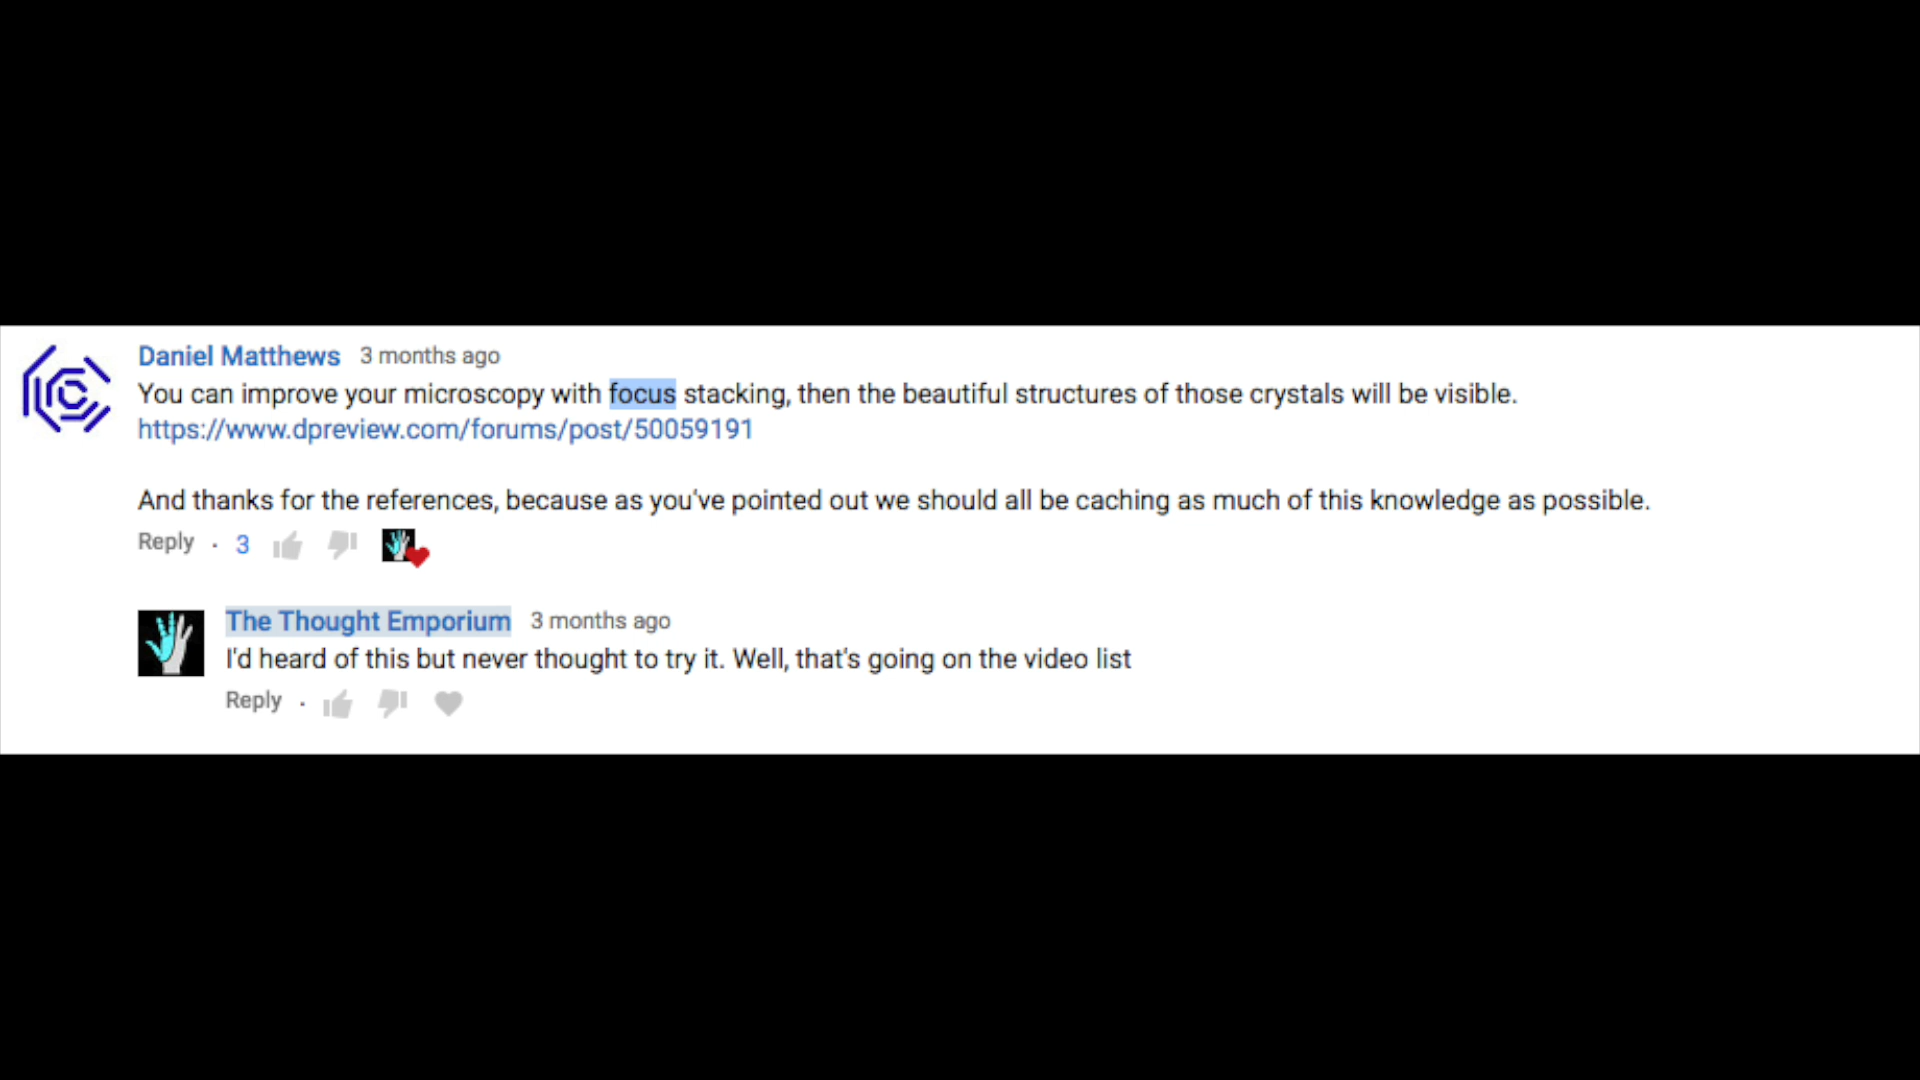 Daniel Matthews 3 months ago
You can improve your microscopy with focus stacking, then the beautiful structures of those crystals will be visible.
https://www.dpreview.com/forums/post/50059191
And thanks for the references, because as you've pointed out we should all be caching as much of this knowledge as possible.
Reply · 3
The Thought Emporium 3 months ago
I'd heard of this but never thought to try it. Well, that's going on the video list
Reply ·